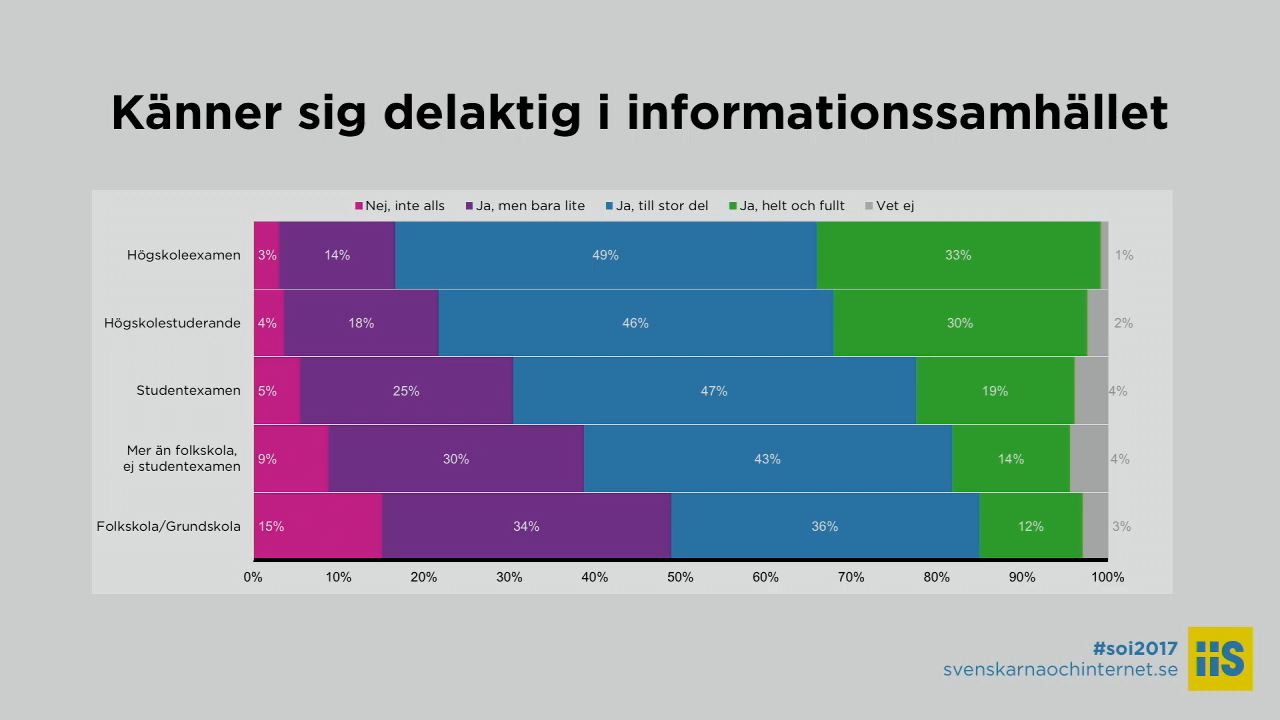 Känner sig delaktig i informationssamhället
Nej, inte alls Ja, men bara lite Ja, till stor del Ja, helt och fullt Vet ej
Högskoleexamen 3% 14% 49% 33% 1%
Högskolestuderande 4% 18% 46% 30% 2%
Studentexamen 5% 25% 47% 19% 4%
Mer än folkskola,
ej studentexamen 9% 30% 43% 14% 4%
Folkskola/Grundskola 15% 34% 36% 12% 3%
0% 10% 20% 30% 40% 50% 60% 70% 80% 90% 100%
#soi2017
svenskarnaochinternet.se
iis